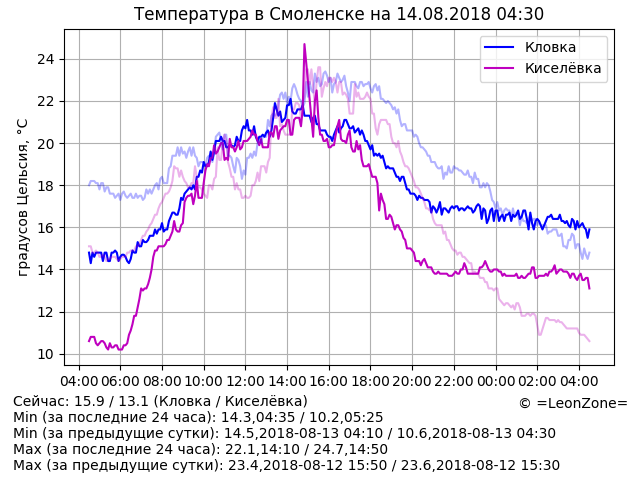 Температура в Смоленске на 14.08.2018 04:30
Кловка
Киселёвка
градусов Цельсия, °C
24
22
20
18
16
14
12
10
04:00 06:00 08:00 10:00 12:00 14:00 16:00 18:00 20:00 22:00 00:00 02:00 04:00
Сейчас: 15.9 / 13.1 (Кловка / Киселёвка)
© =LeonZone=
Min (за последние 24 часа): 14.3,04:35 / 10.2,05:25
Min (за предыдущие сутки): 14.5,2018-08-13 04:10 / 10.6,2018-08-13 04:30
Max (за последние 24 часа): 22.1,14:10 / 24.7,14:50
Max (за предыдущие сутки): 23.4,2018-08-12 15:50 / 23.6,2018-08-12 15:30